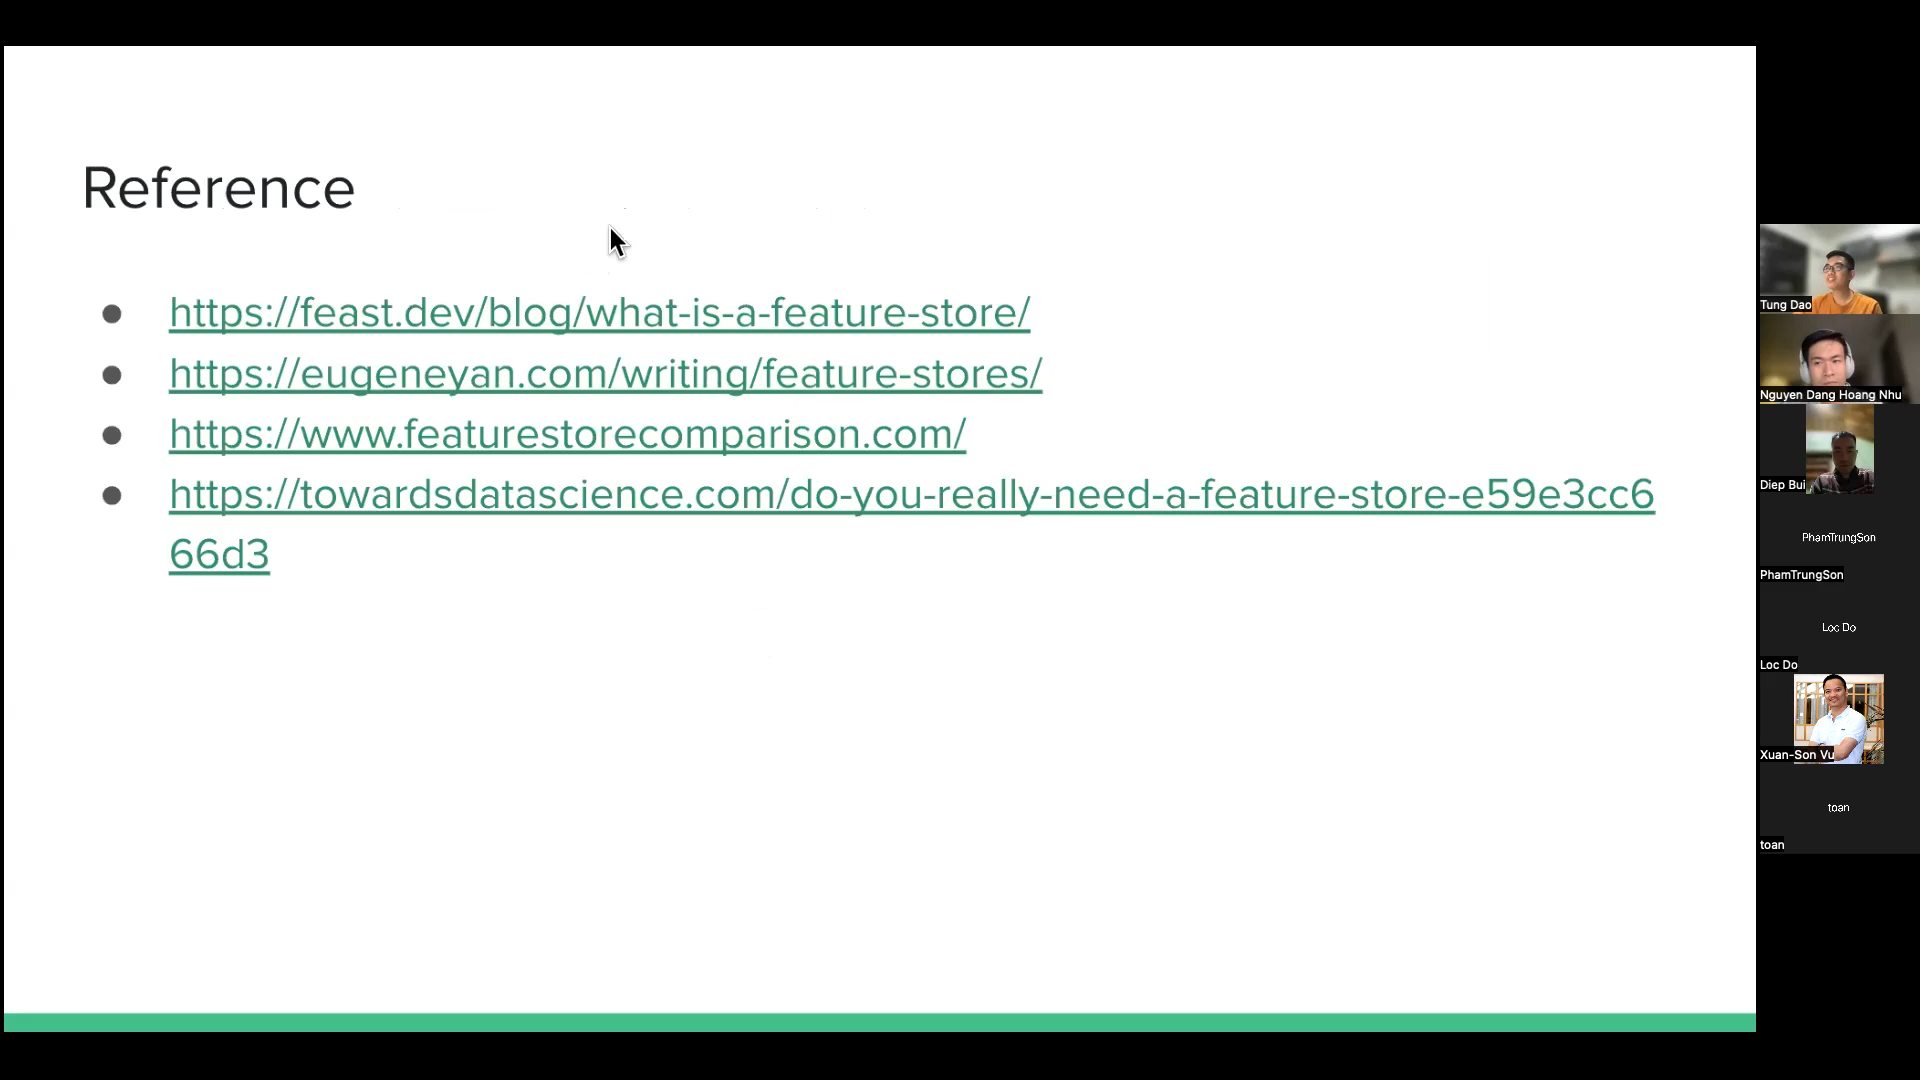 Reference
https://feast.dev/blog/what-is-a-feature-store/
https://eugeneyan.com/writing/feature-stores/
https://www.featurestorecomparison.com/
https://towardsdatascience.com/do-you-really-need-a-feature-store-e59e3cc6
66d3
Tung Dao
Nguyen Dang Hoang Nhu
Diep Bui
PhamTrungSon
PhamTrungSon
Loc Do
Loc Do
Xuan-Son Vu
toan
toan